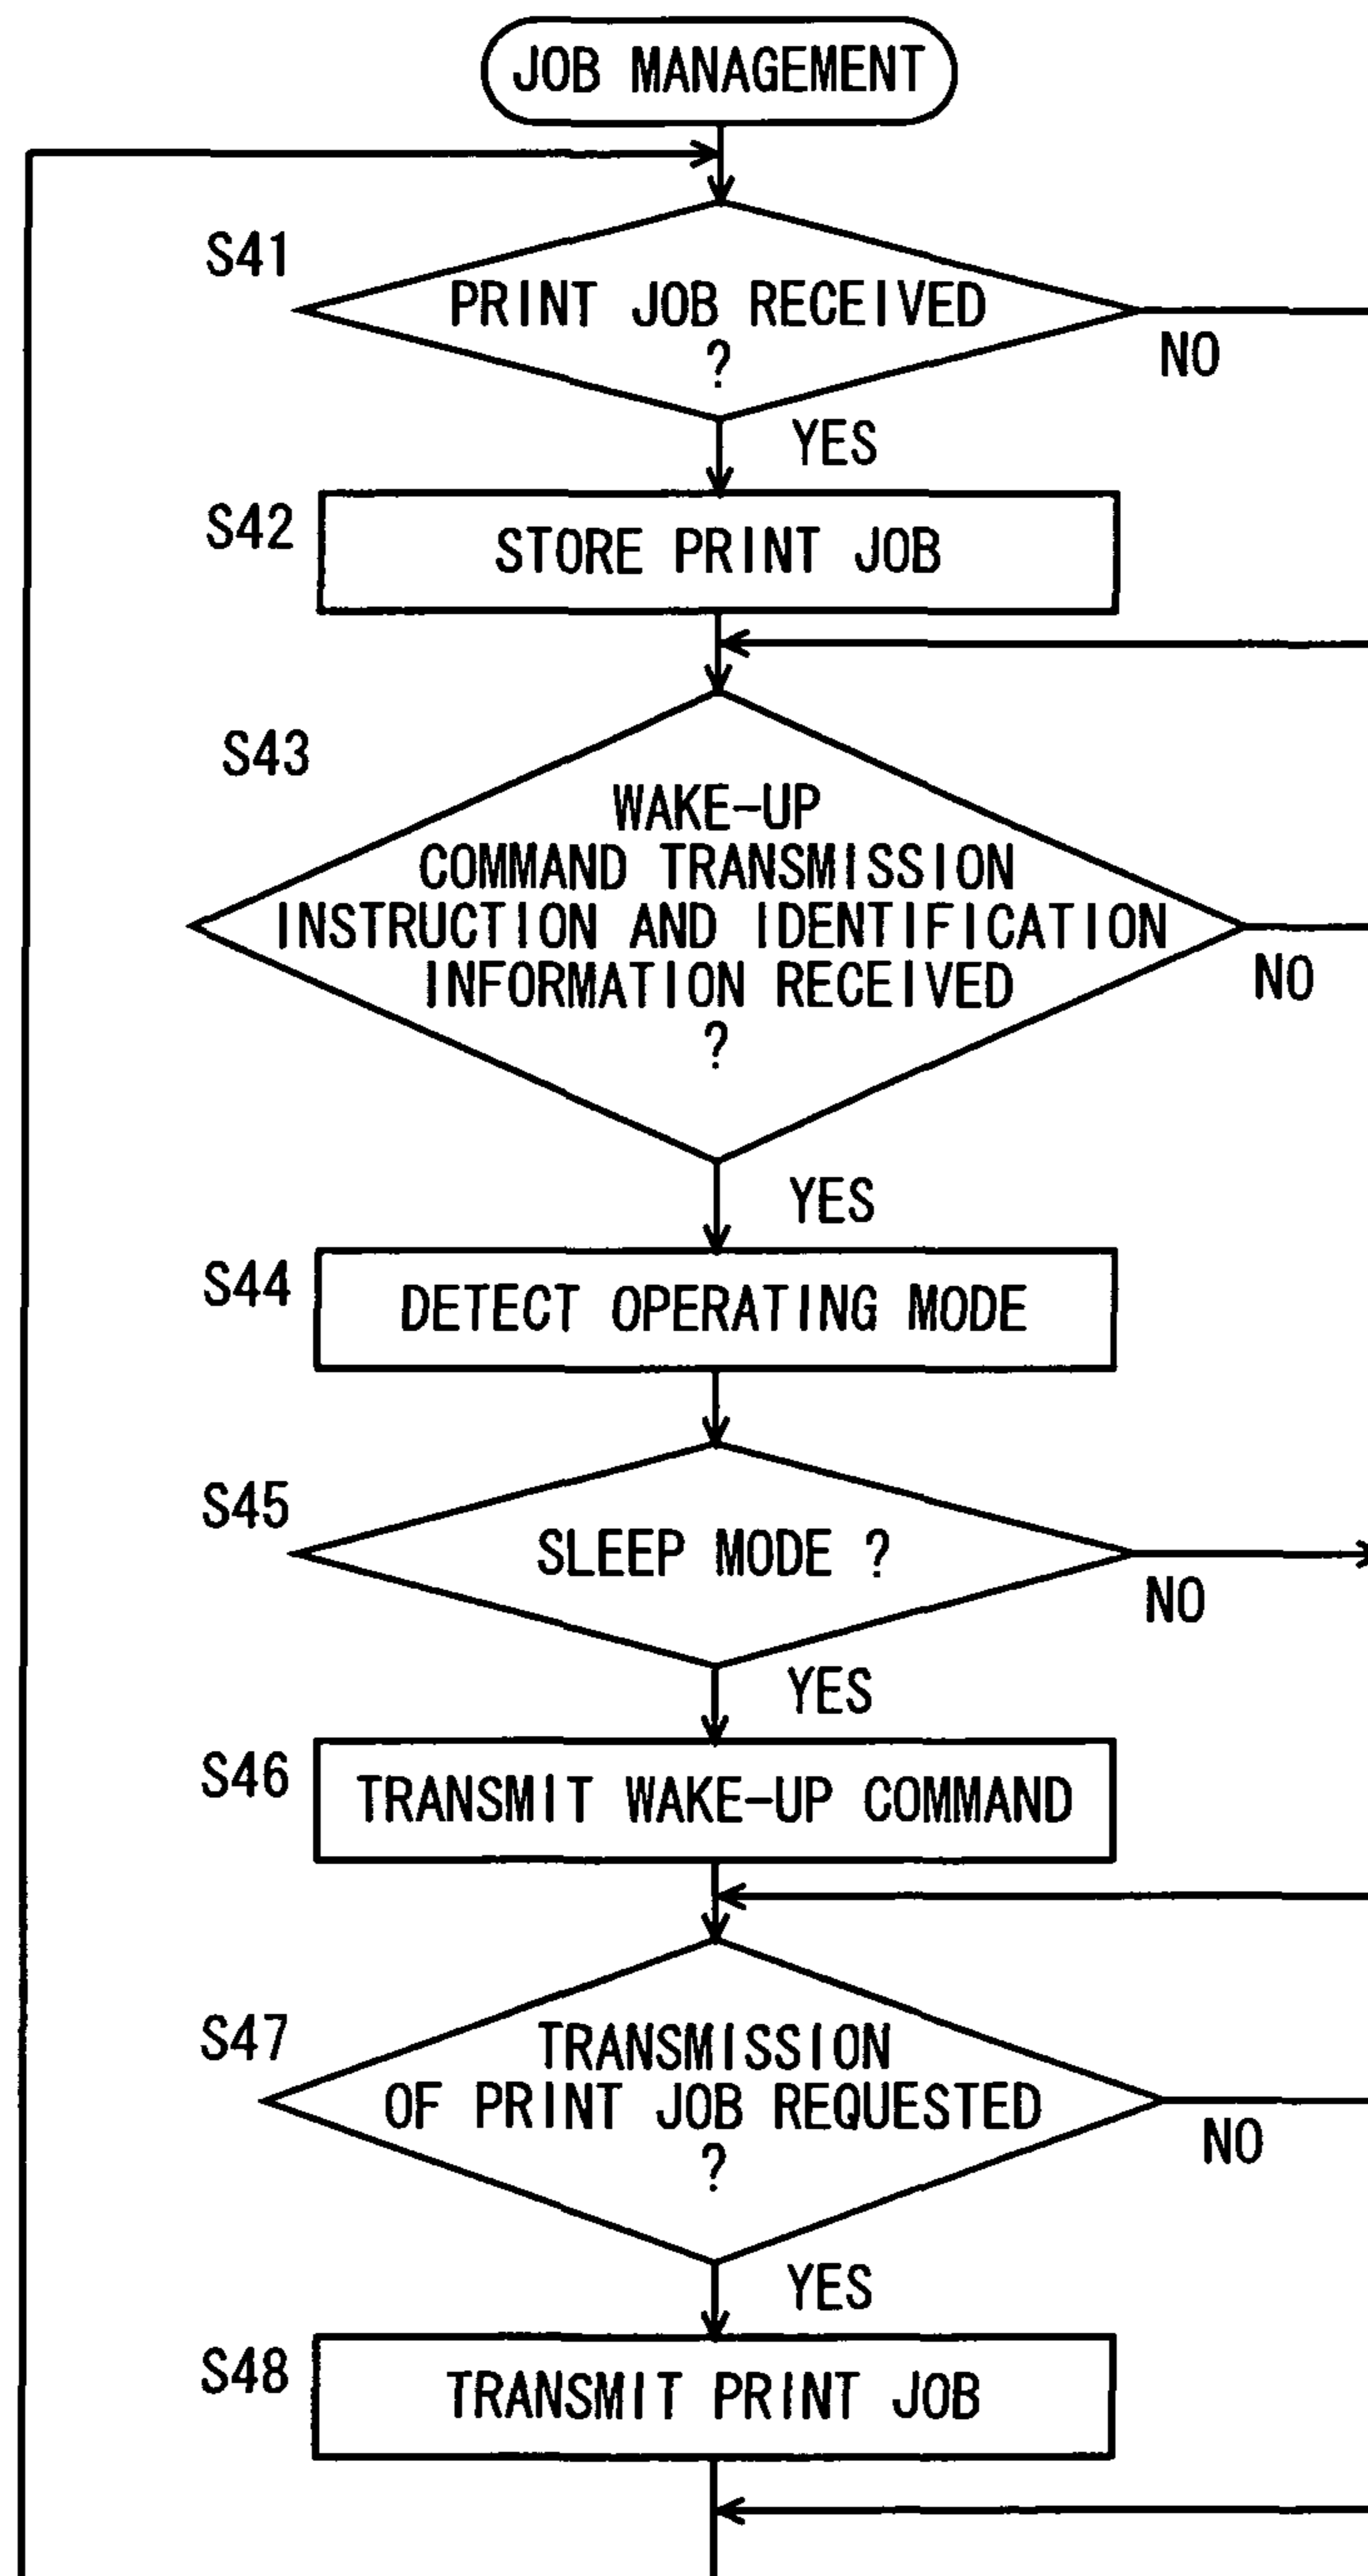 JOB MANAGEMENT
S41
PRINT JOB RECEIVED
?
NO
YES
S42
STORE PRINT JOB
S43
WAKE-UP
COMMAND TRANSMISSION
INSTRUCTION AND IDENTIFICATION
INFORMATION RECEIVED
?
NO
YES
S44
DETECT OPERATING MODE
S45
SLEEP MODE ?
NO
YES
S46
TRANSMIT WAKE-UP COMMAND
S47
TRANSMISSION
OF PRINT JOB REQUESTED
?
NO
YES
S48
TRANSMIT PRINT JOB